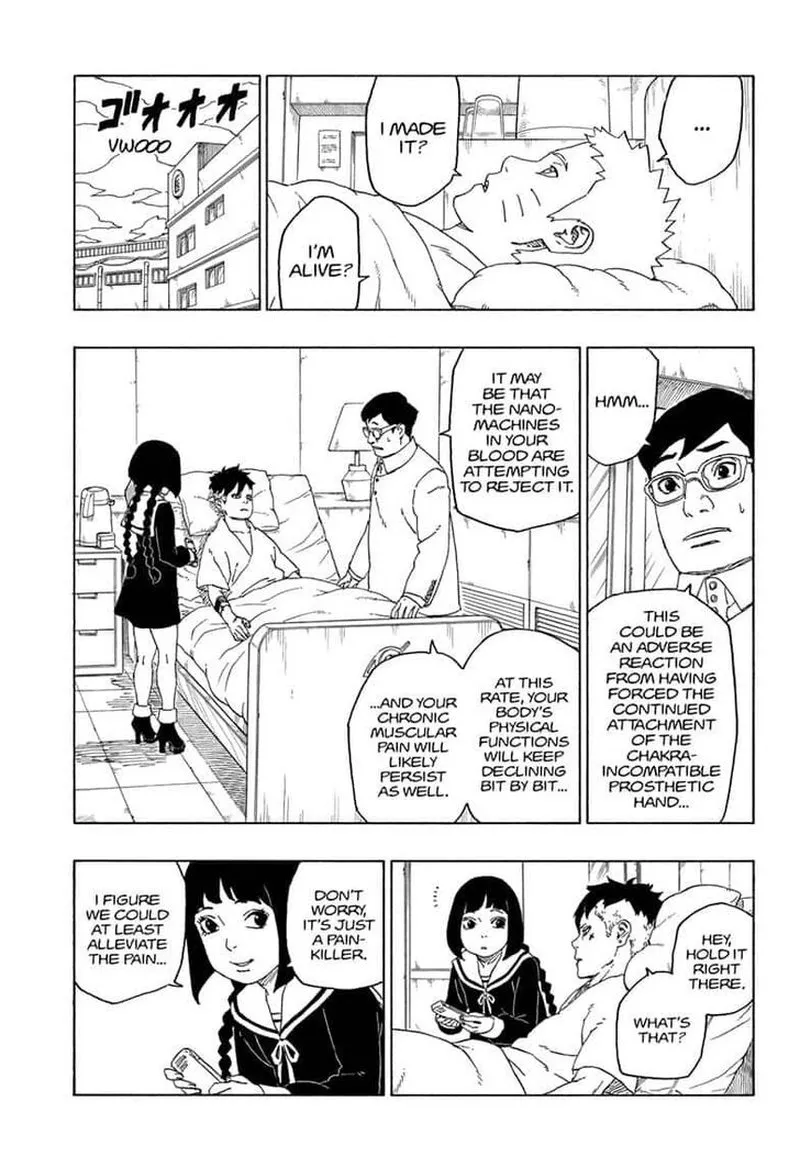 ...
I MADE
IT?
I'M
ALIVE?
ゴオオオ
VWOOO
HMM...
THIS
COULD BE
AN ADVERSE
REACTION
FROM HAVING
FORCED THE
CONTINUED
ATTACHMENT
OF THE
CHAKRA-
INCOMPATIBLE
PROSTHETIC
HAND...
IT MAY
BE THAT
THE NANO-
MACHINES
IN YOUR
BLOOD ARE
ATTEMPTING
TO REJECT IT.
AT THIS
RATE, YOUR
BODY'S
PHYSICAL
FUNCTIONS
WILL KEEP
DECLINING
BIT BY BIT...
...AND YOUR
CHRONIC
MUSCULAR
PAIN WILL
LIKELY
PERSIST
AS WELL.
HEY,
HOLD IT
RIGHT
THERE.
WHAT'S
THAT?
DON'T
WORRY,
IT'S JUST
A PAIN-
KILLER.
I FIGURE
WE COULD
AT LEAST
ALLEVIATE
THE PAIN...